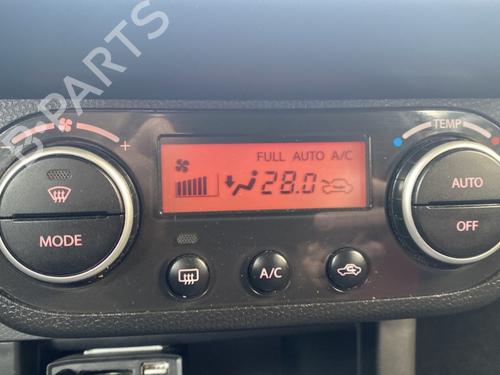 B-PARTS
- +
TEMP
FULL AUTO A/C
28.0
MODE
AUTO
OFF
A/C